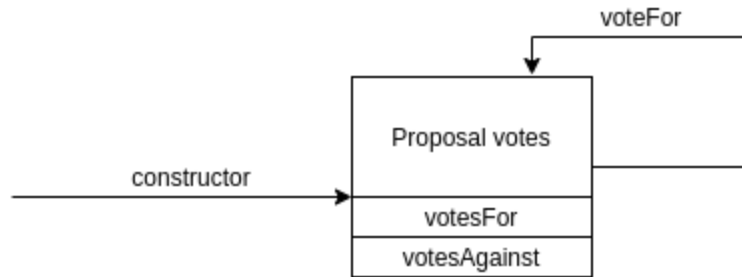 voteFor
Proposal votes
constructor
votesFor
votesAgainst